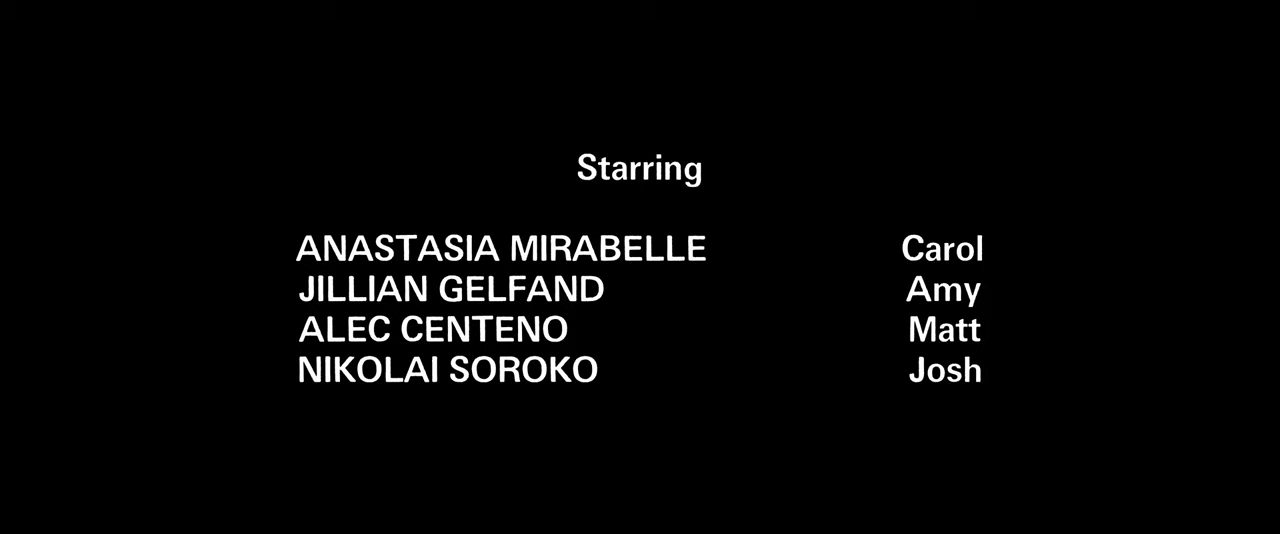 Starring
ANASTASIA MIRABELLE Carol
JILLIAN GELFAND Amy
ALEC CENTENO Matt
NIKOLAI SOROKO Josh